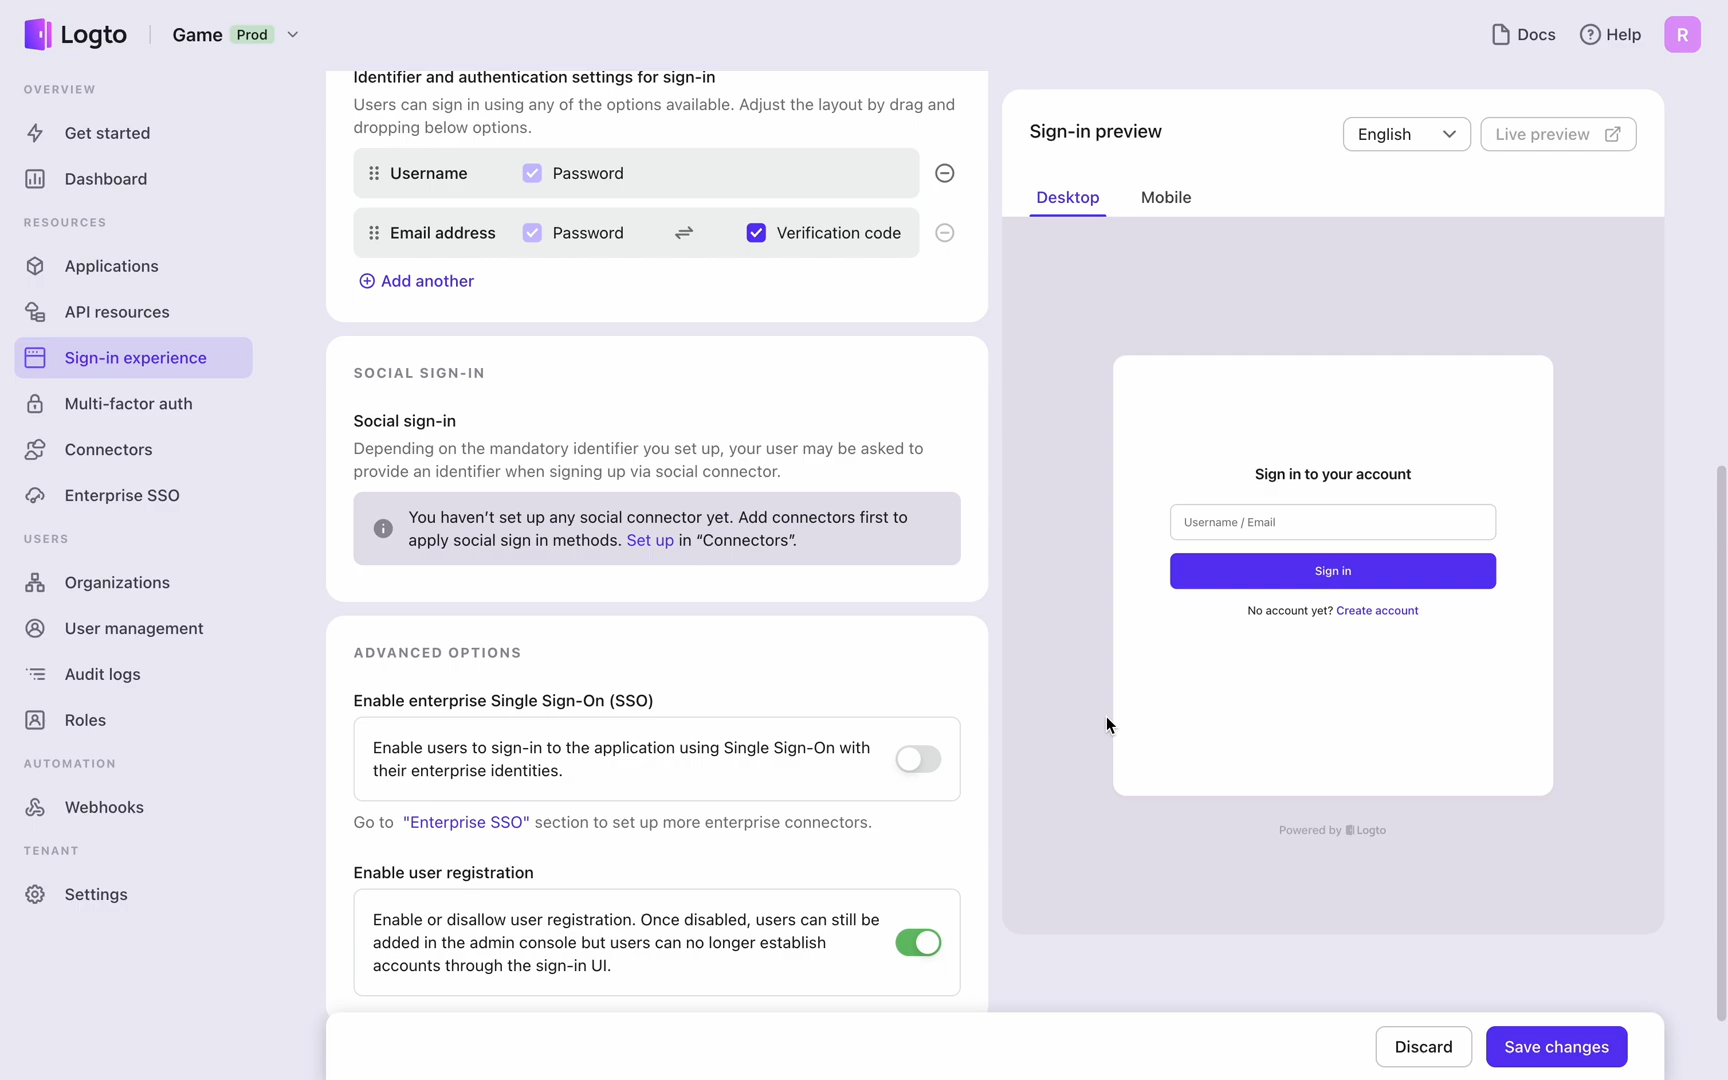 Logto
Game Prod
Docs
Help
R
OVERVIEW
Get started
Dashboard
RESOURCES
Applications
API resources
Sign-in experience
Multi-factor auth
Connectors
Enterprise SSO
USERS
Organizations
User management
Audit logs
Roles
AUTOMATION
Webhooks
TENANT
Settings
Identifier and authentication settings for sign-in
Users can sign in using any of the options available. Adjust the layout by drag and
dropping below options.
Username Password
Email address Password Verification code
Add another
SOCIAL SIGN-IN
Social sign-in
Depending on the mandatory identifier you set up, your user may be asked to
provide an identifier when signing up via social connector.
You haven’t set up any social connector yet. Add connectors first to
apply social sign in methods. Set up in “Connectors”.
ADVANCED OPTIONS
Enable enterprise Single Sign-On (SSO)
Enable users to sign-in to the application using Single Sign-On with
their enterprise identities.
Go to "Enterprise SSO" section to set up more enterprise connectors.
Enable user registration
Enable or disallow user registration. Once disabled, users can still be
added in the admin console but users can no longer establish
accounts through the sign-in UI.
Sign-in preview
English
Live preview
Desktop Mobile
Sign in to your account
Username / Email
Sign in
No account yet? Create account
Powered by Logto
Discard
Save changes